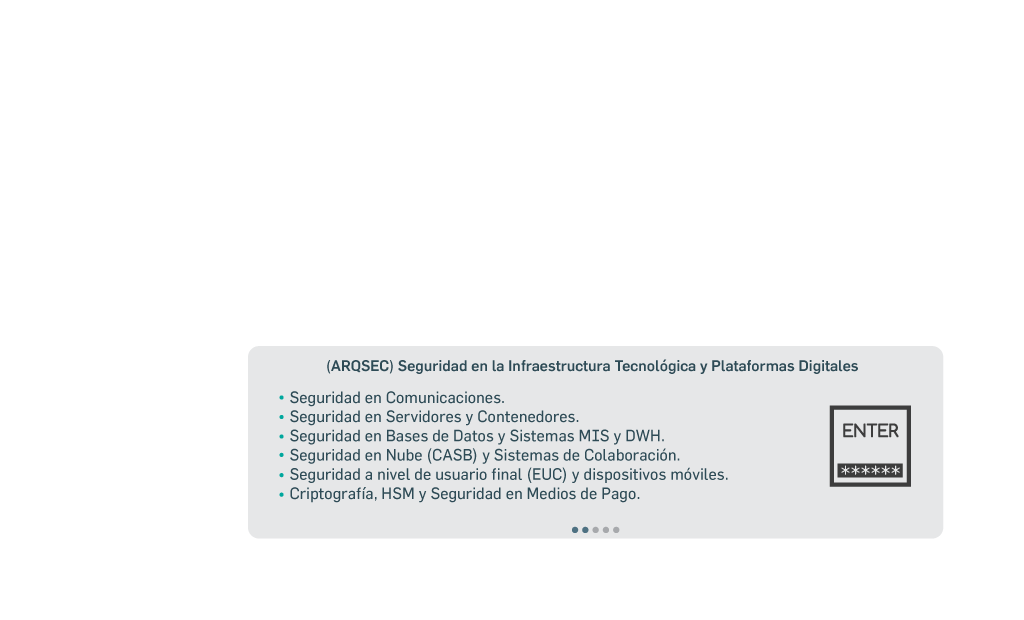 (ARQSEC) Seguridad en la Infraestructura Tecnológica y Plataformas Digitales
• Seguridad en Comunicaciones.
• Seguridad en Servidores y Contenedores.
• Seguridad en Bases de Datos y Sistemas MIS y DWH.
• Seguridad en Nube (CASB) y Sistemas de Colaboración.
• Seguridad a nivel de usuario final (EUC) y dispositivos móviles.
• Criptografía, HSM y Seguridad en Medios de Pago.
ENTER
******